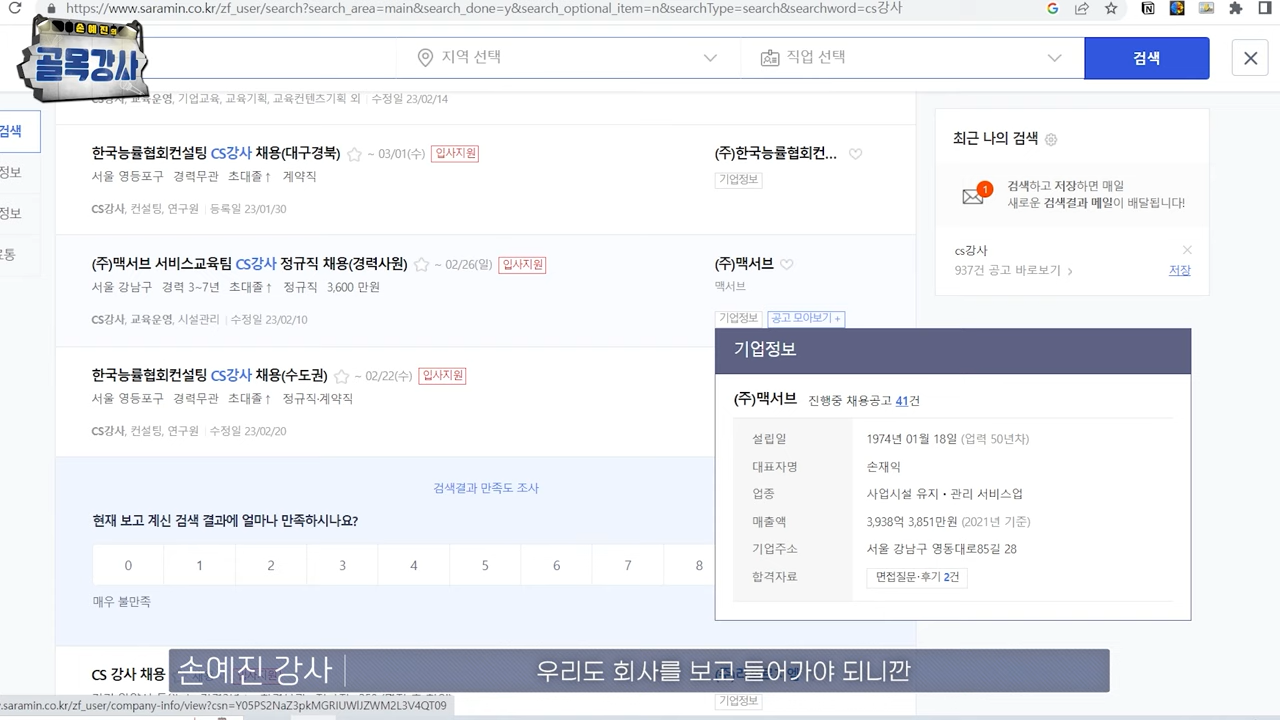 https://www.saramin.co.kr/zf_user/search?search_area=main&search_done=y&search_optional_item=n&searchType=search&searchword=cs강사
손예진의
골목강사
지역 선택
직업 선택
검색
CS강사, 교육운영, 기업교육, 교육기획, 교육컨텐츠기획 외 | 수정일 23/02/14
검색
정보
정보
한국능률협회컨설팅 CS강사 채용(대구경북) ~ 03/01(수) 입사지원
(주)한국능률협회컨...
서울 영등포구 경력무관 초대졸↑ 계약직
기업정보
CS강사, 컨설팅, 연구원 | 등록일 23/01/30
(주)맥서브 서비스교육팀 CS강사 정규직 채용(경력사원) ~ 02/26(일) 입사지원
(주)맥서브
서울 강남구 경력 3~7년 초대졸↑ 정규직 3,600 만원
맥서브
CS강사, 교육운영, 시설관리 | 수정일 23/02/10
기업정보 공고 모아보기 +
한국능률협회컨설팅 CS강사 채용(수도권) ~ 02/22(수) 입사지원
서울 영등포구 경력무관 초대졸↑ 정규직·계약직
CS강사, 컨설팅, 연구원 | 수정일 23/02/20
검색결과 만족도 조사
현재 보고 계신 검색 결과에 얼마나 만족하시나요?
0 1 2 3 4 5 6 7 8
매우 불만족
CS 강사 채용
기업정보
최근 나의 검색
1
검색하고 저장하면 매일
새로운 검색결과 메일이 배달됩니다!
cs강사
937건 공고 바로보기 >
저장
기업정보
(주)맥서브 진행중 채용공고 41건
설립일 1974년 01월 18일 (업력 50년차)
대표자명 손재익
업종 사업시설 유지・관리 서비스업
매출액 3,938억 3,851만원 (2021년 기준)
기업주소 서울 강남구 영동대로85길 28
합격자료 면접질문·후기 2건
손예진 강사 우리도 회사를 보고 들어가야 되니깐
.saramin.co.kr/zf_user/company-info/view?csn=Y05PS2NaZ3pkNlGRlUWlJZWM2L3V4QT09